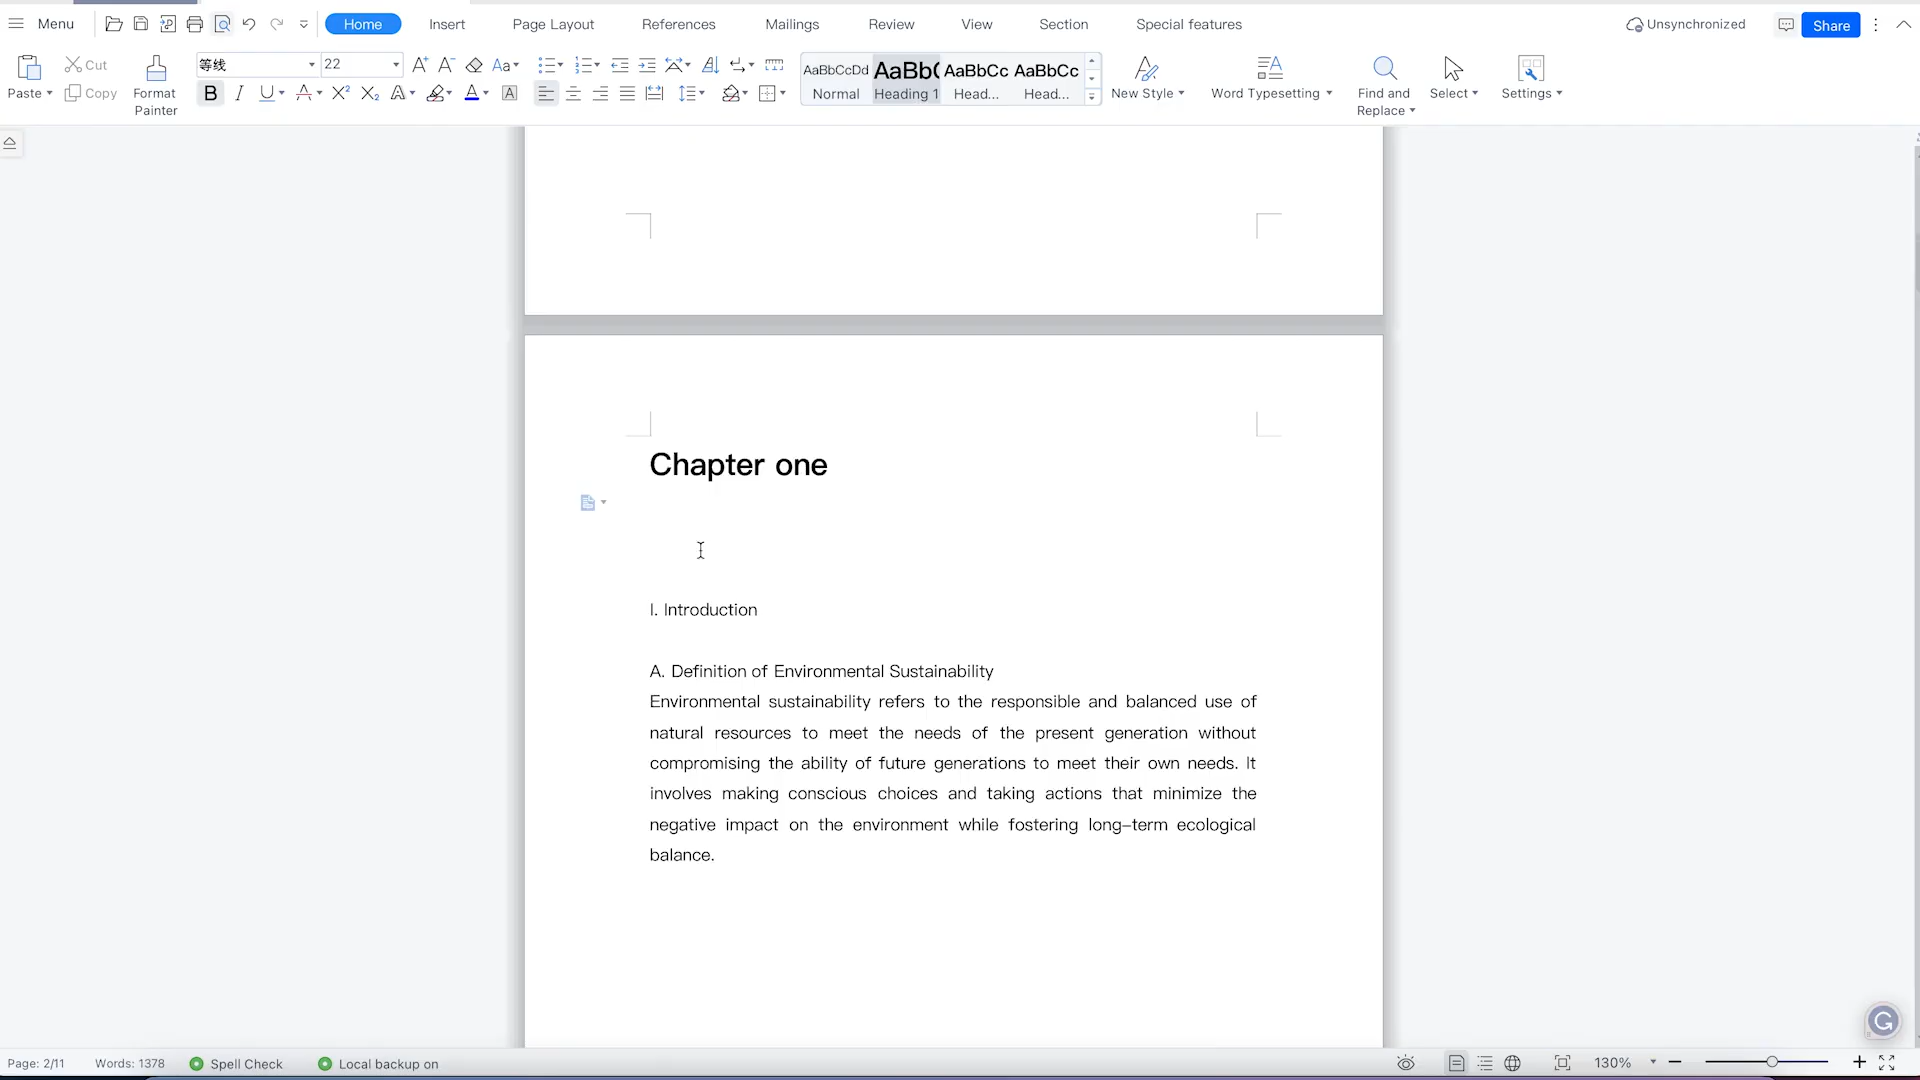 Menu
Home
Insert
Page Layout
References
Mailings
Review
View
Section
Special features
Unsynchronized
Share
Paste
Cut
Copy
Format
Painter
等线
22
AaBbCcDd
Normal
AaBb(
Heading 1
AaBbCc
Head...
AaBbCc
Head...
New Style
Word Typesetting
Find and
Replace
Select
Settings
Chapter one
I. Introduction
A. Definition of Environmental Sustainability
Environmental sustainability refers to the responsible and balanced use of
natural resources to meet the needs of the present generation without
compromising the ability of future generations to meet their own needs. It
involves making conscious choices and taking actions that minimize the
negative impact on the environment while fostering long-term ecological
balance.
Page: 2/11
Words: 1378
Spell Check
Local backup on
130%